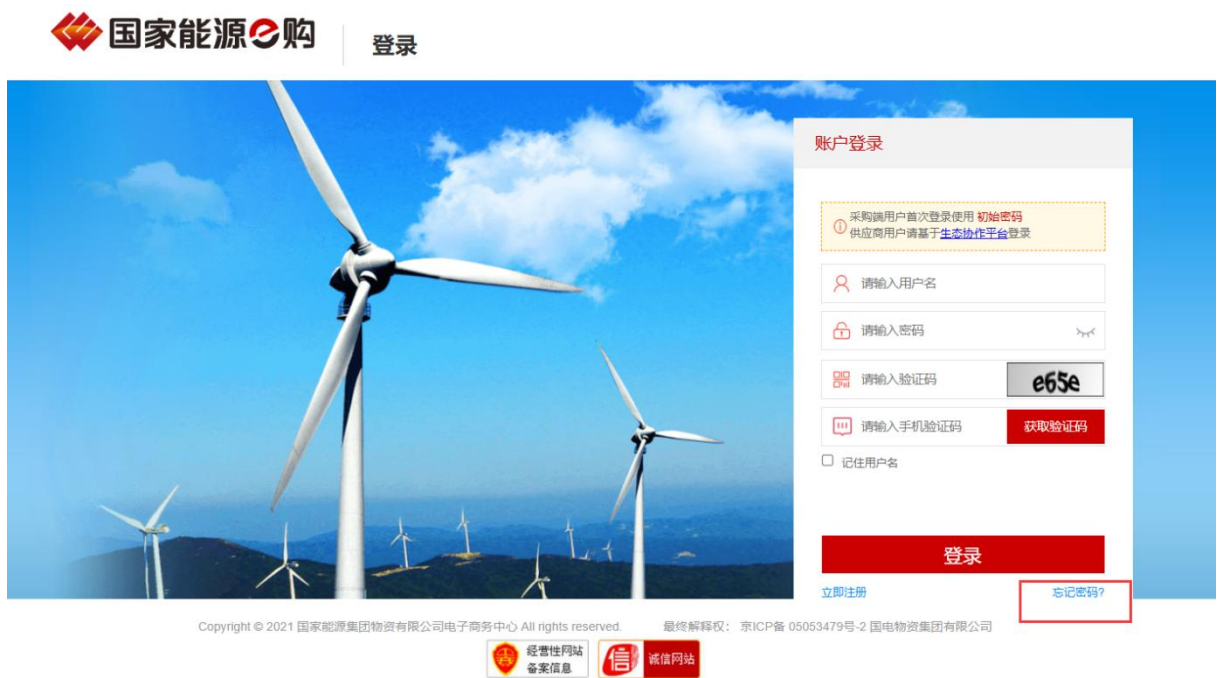 国家能源e购
登录
账户登录
采购端用户首次登录使用 初始密码
供应商用户请基于生态协作平台登录
请输入用户名
请输入密码
请输入验证码
e65e
请输入手机验证码
获取验证码
记住用户名
登录
立即注册
忘记密码?
Copyright © 2021 国家能源集团物资有限公司电子商务中心 All rights reserved. 最终解释权： 京ICP备 05053479号-2 国电物资集团有限公司
经营性网站
备案信息
信
诚信网站